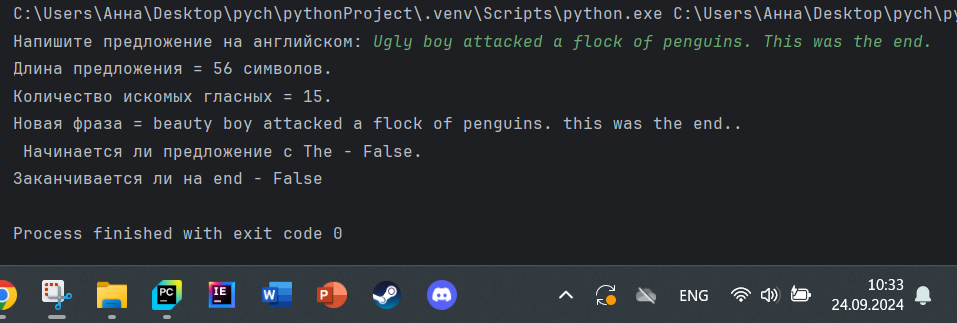 C:\Users\Анна\Desktop\pych\pythonProject\.venv\Scripts\python.exe C:\Users\Анна\Desktop\pych\py
Напишите предложение на английском: Ugly boy attacked a flock of penguins. This was the end.
Длина предложения = 56 символов.
Количество искомых гласных = 15.
Новая фраза = beauty boy attacked a flock of penguins. this was the end..
Начинается ли предложение с The - False.
Заканчивается ли на end - False
Process finished with exit code 0
PC IE W P ENG 10:33
24.09.2024